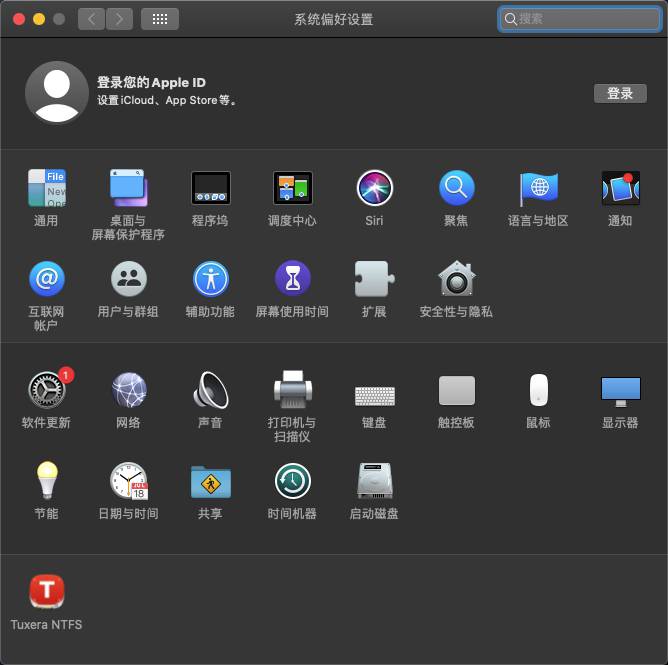 系统偏好设置
搜索
登录您的 Apple ID
设置 iCloud、App Store 等。
登录
File
New
Ope
通用
桌面与
屏幕保护程序
程序坞
调度中心
Siri
聚焦
语言与地区
通知
@
互联网
帐户
用户与群组
辅助功能
屏幕使用时间
扩展
安全性与隐私
1
软件更新
网络
声音
打印机与
扫描仪
键盘
触控板
鼠标
显示器
JUL
18
节能
日期与时间
共享
时间机器
启动磁盘
T
Tuxera NTFS